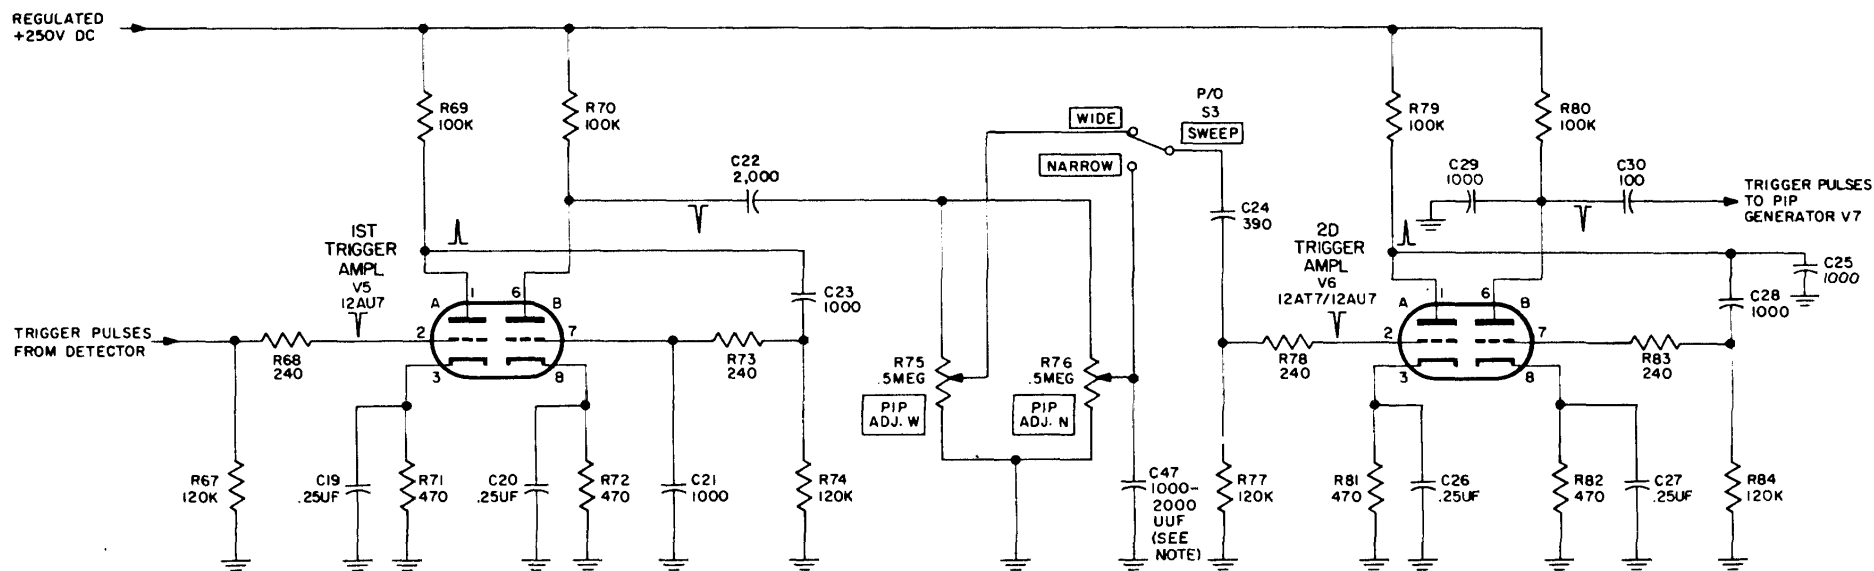 REGULATED
+250V DC
R69
100K
R70
100K
C22
2,000
WIDE
P/O
S3
SWEEP
NARROW
C24
390
R79
100K
R80
100K
C29
1000
C30
100
TRIGGER PULSES
TO PIP
GENERATOR V7
1ST
TRIGGER
AMPL
V5
12AU7
A
1
6
B
2
7
3
8
C23
1000
2D
TRIGGER
AMPL
V6
12AT7/12AU7
A
1
6
B
2
7
3
8
C25
1000
C28
1000
TRIGGER PULSES
FROM DETECTOR
R68
240
R73
240
R75
.5MEG
PIP
ADJ. W
R76
.5MEG
PIP
ADJ. N
R78
240
R83
240
R67
120K
C19
.25UF
R71
470
C20
.25UF
R72
470
C21
1000
R74
120K
C47
1000-
2000
UUF
(SEE
NOTE)
R77
120K
R81
470
C26
.25UF
R82
470
C27
.25UF
R84
120K